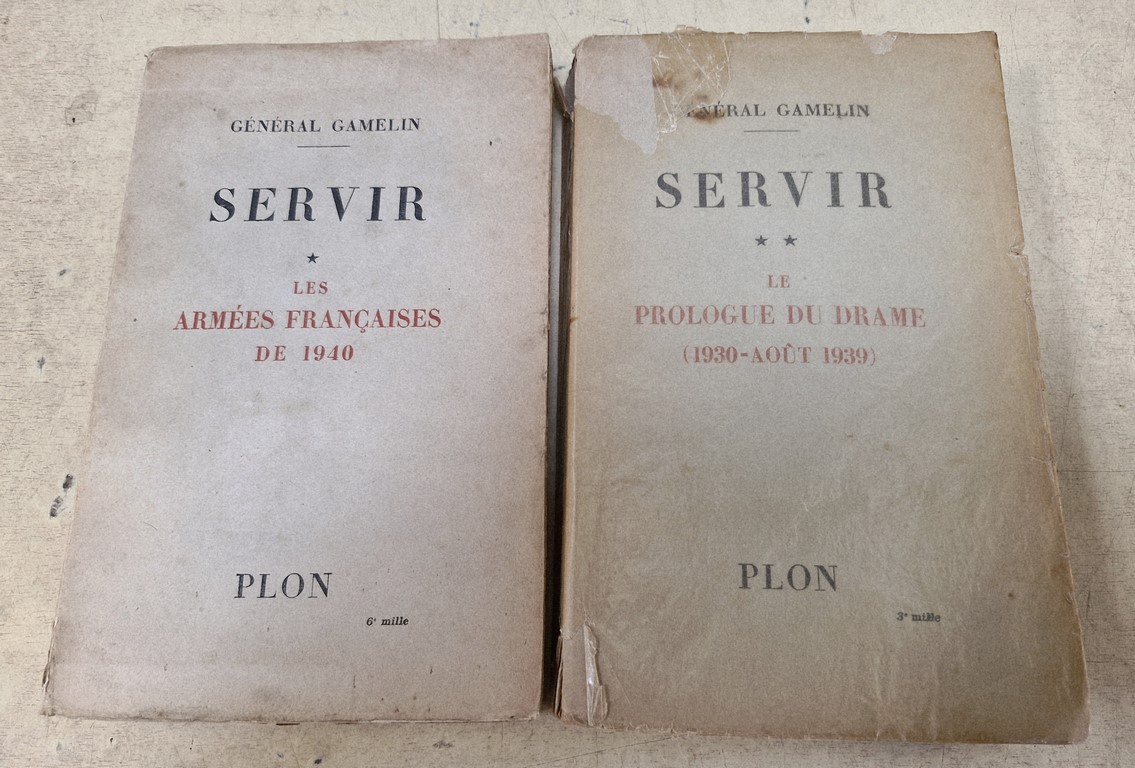 GÉNÉRAL GAMELIN
SERVIR
★
LES
ARMÉES FRANÇAISES
DE 1940
PLON
6e mille
GÉNÉRAL GAMELIN
SERVIR
★ ★
LE
PROLOGUE DU DRAME
(1930-AOÛT 1939)
PLON
3e mille